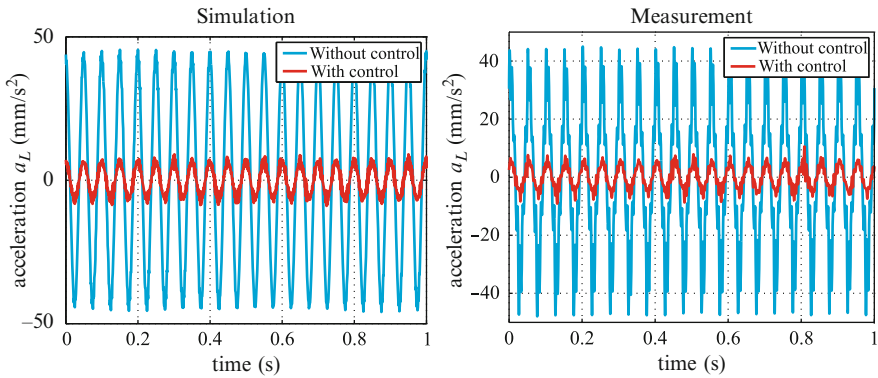 Simulation
50
0
−50
acceleration a_L (mm/s²)
Without control
With control
0 0.2 0.4 0.6 0.8 1
time (s)
Measurement
40
20
0
−20
−40
acceleration a_L (mm/s²)
Without control
With control
0 0.2 0.4 0.6 0.8 1
time (s)